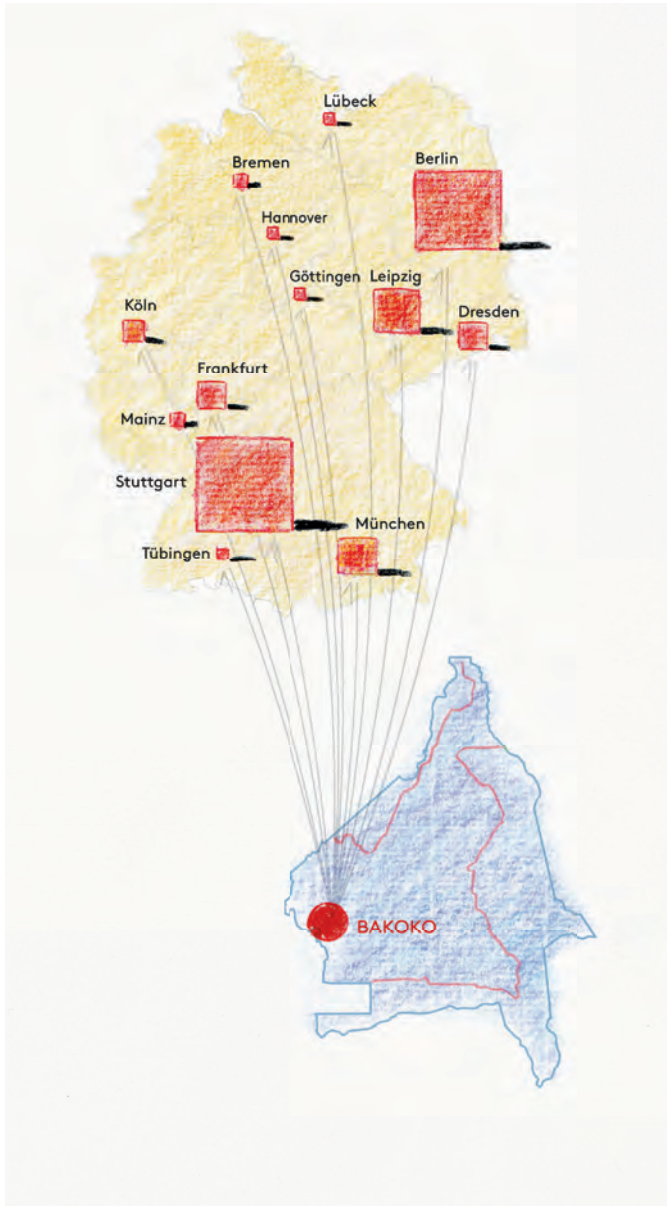 Lübeck
Bremen
Berlin
Hannover
Göttingen
Leipzig
Köln
Dresden
Frankfurt
Mainz
Stuttgart
München
Tübingen
BAKOKO